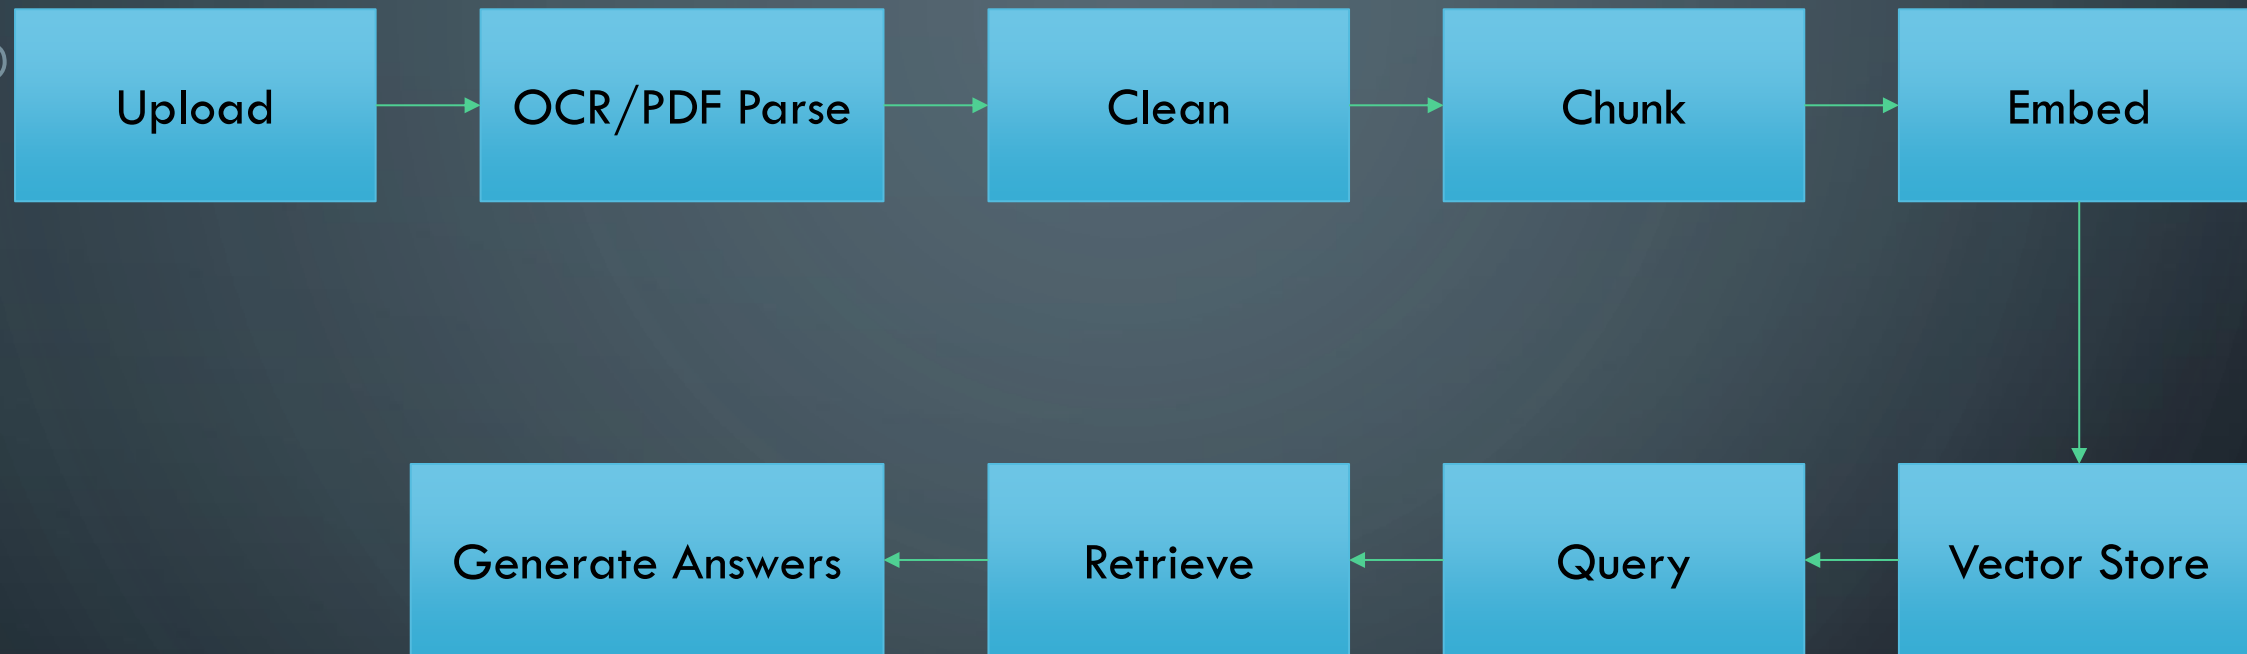 Upload
OCR/PDF Parse
Clean
Chunk
Embed
Vector Store
Query
Retrieve
Generate Answers